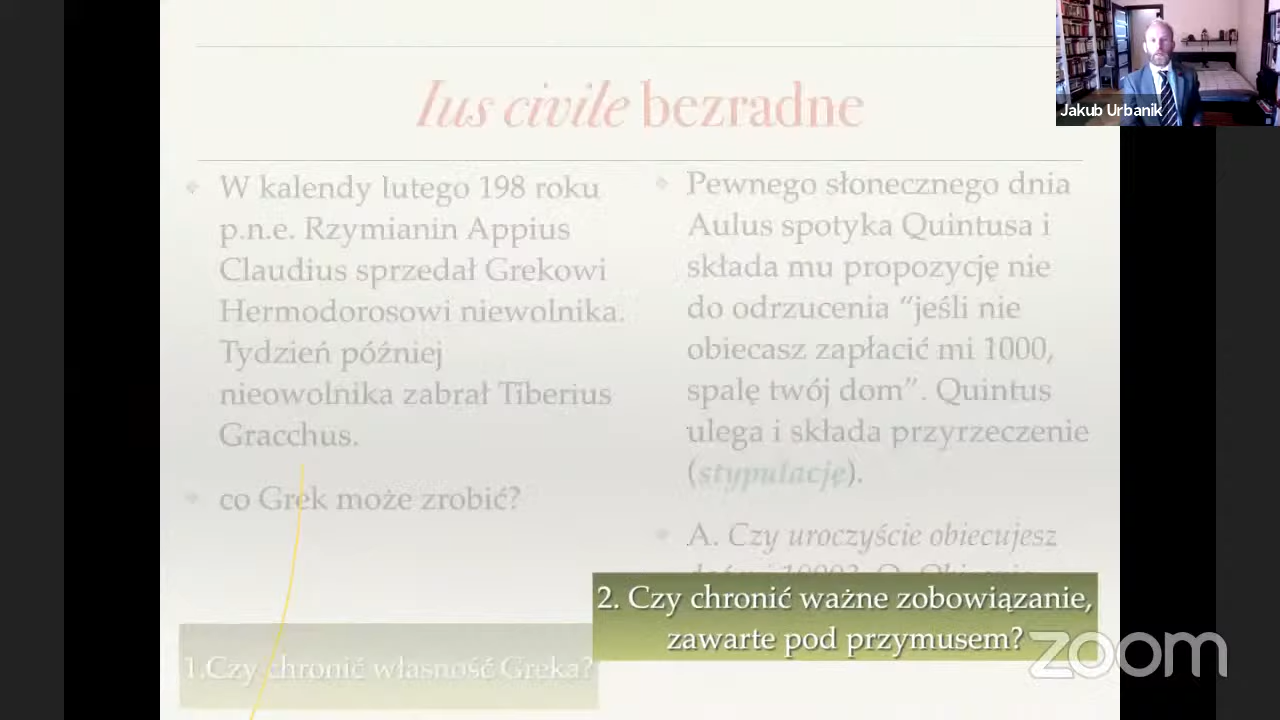 Ius civile bezradne
W kalendy lutego 198 roku
p.n.e. Rzymianin Appius
Claudius sprzedał Grekowi
Hermodorosowi niewolnika.
Tydzień później
nieowolnika zabrał Tiberius
Gracchus.
co Grek może zrobić?
1.Czy chronić własność Greka?
Pewnego słonecznego dnia
Aulus spotyka Quintusa i
składa mu propozycję nie
do odrzucenia “jeśli nie
obiecasz zapłacić mi 1000,
spalę twój dom”. Quintus
ulega i składa przyrzeczenie
(stypulację).
A. Czy uroczyście obiecujesz
2. Czy chronić ważne zobowiązanie,
zawarte pod przymusem?
Jakub Urbanik
zoom